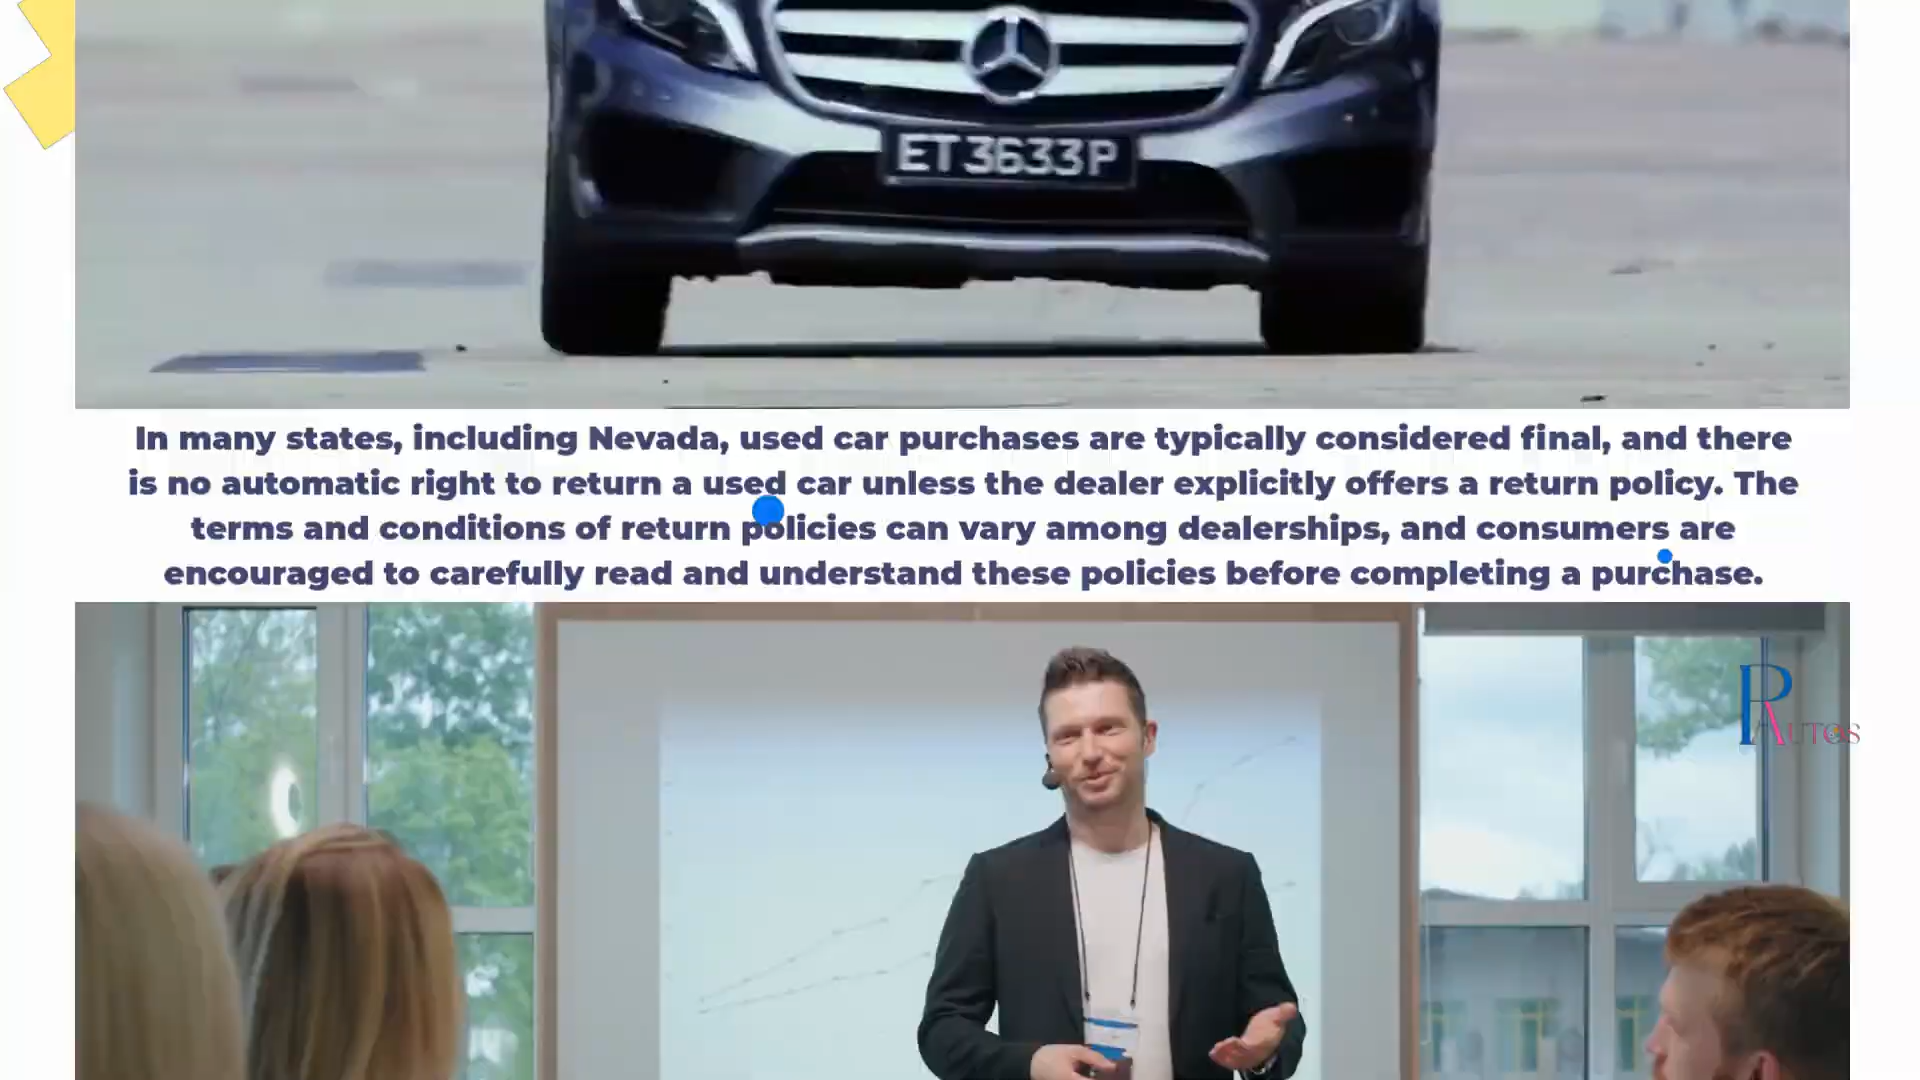 ET 3633P
In many states, including Nevada, used car purchases are typically considered final, and there
is no automatic right to return a used car unless the dealer explicitly offers a return policy. The
terms and conditions of return policies can vary among dealerships, and consumers are
encouraged to carefully read and understand these policies before completing a purchase.
PR
AUTOS